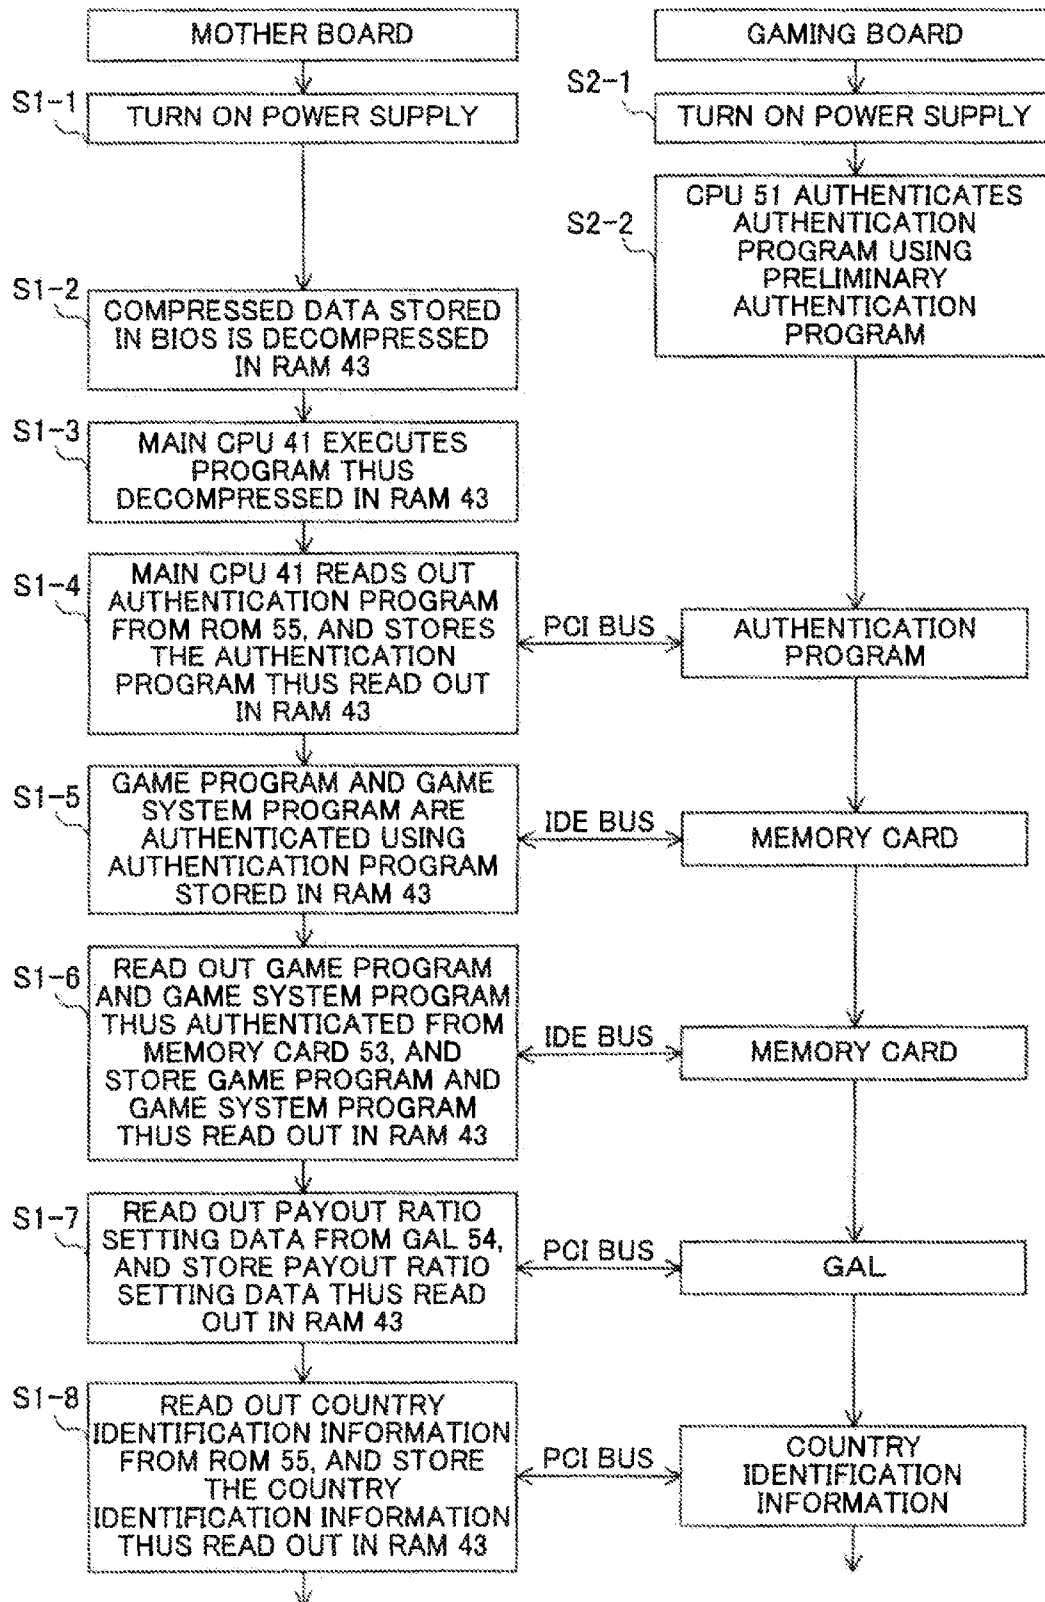 MOTHER BOARD
GAMING BOARD
S1-1
TURN ON POWER SUPPLY
S2-1
TURN ON POWER SUPPLY
S2-2
CPU 51 AUTHENTICATES
AUTHENTICATION
PROGRAM USING
PRELIMINARY
AUTHENTICATION
PROGRAM
S1-2
COMPRESSED DATA STORED
IN BIOS IS DECOMPRESSED
IN RAM 43
S1-3
MAIN CPU 41 EXECUTES
PROGRAM THUS
DECOMPRESSED IN RAM 43
S1-4
MAIN CPU 41 READS OUT
AUTHENTICATION PROGRAM
FROM ROM 55, AND STORES
THE AUTHENTICATION
PROGRAM THUS READ OUT
IN RAM 43
PCI BUS
AUTHENTICATION
PROGRAM
S1-5
GAME PROGRAM AND GAME
SYSTEM PROGRAM ARE
AUTHENTICATED USING
AUTHENTICATION PROGRAM
STORED IN RAM 43
IDE BUS
MEMORY CARD
S1-6
READ OUT GAME PROGRAM
AND GAME SYSTEM PROGRAM
THUS AUTHENTICATED FROM
MEMORY CARD 53, AND
STORE GAME PROGRAM AND
GAME SYSTEM PROGRAM
THUS READ OUT IN RAM 43
IDE BUS
MEMORY CARD
S1-7
READ OUT PAYOUT RATIO
SETTING DATA FROM GAL 54,
AND STORE PAYOUT RATIO
SETTING DATA THUS READ
OUT IN RAM 43
PCI BUS
GAL
S1-8
READ OUT COUNTRY
IDENTIFICATION INFORMATION
FROM ROM 55, AND STORE
THE COUNTRY
IDENTIFICATION INFORMATION
THUS READ OUT IN RAM 43
PCI BUS
COUNTRY
IDENTIFICATION
INFORMATION